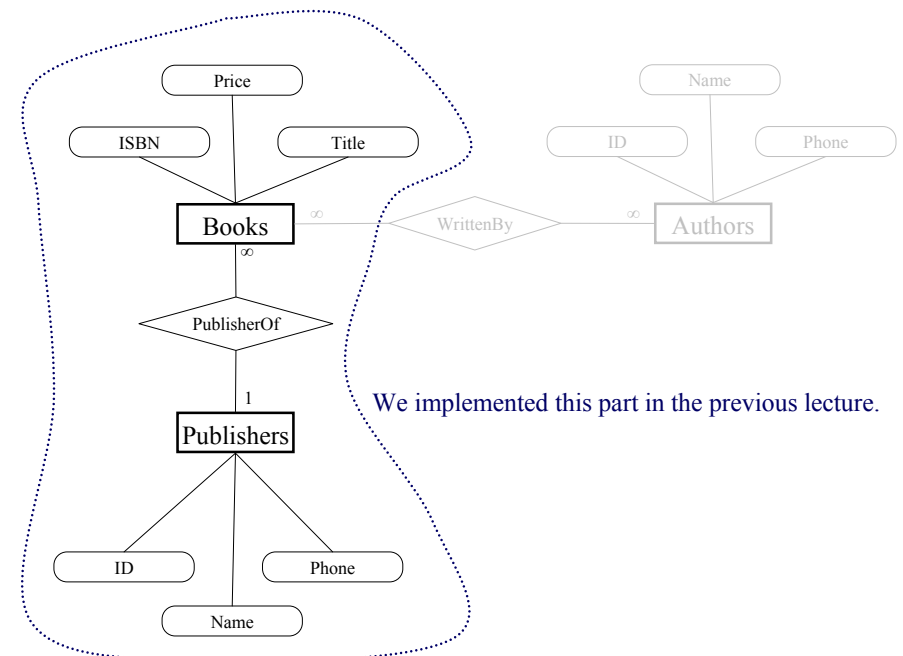 Price
Name
ISBN
Title
ID
Phone
Books
∞
WrittenBy
∞
Authors
∞
PublisherOf
1
We implemented this part in the previous lecture.
Publishers
ID
Phone
Name